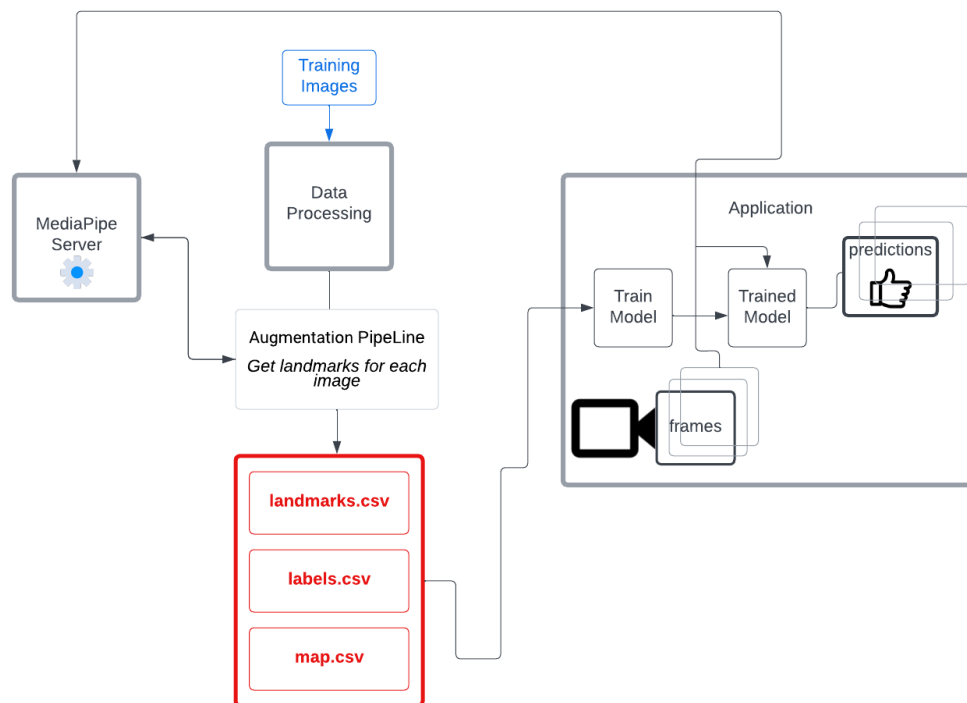 Training
Images
Data
Processing
MediaPipe
Server
Augmentation PipeLine
Get landmarks for each
image
landmarks.csv
labels.csv
map.csv
Application
Train
Model
Trained
Model
predictions
frames